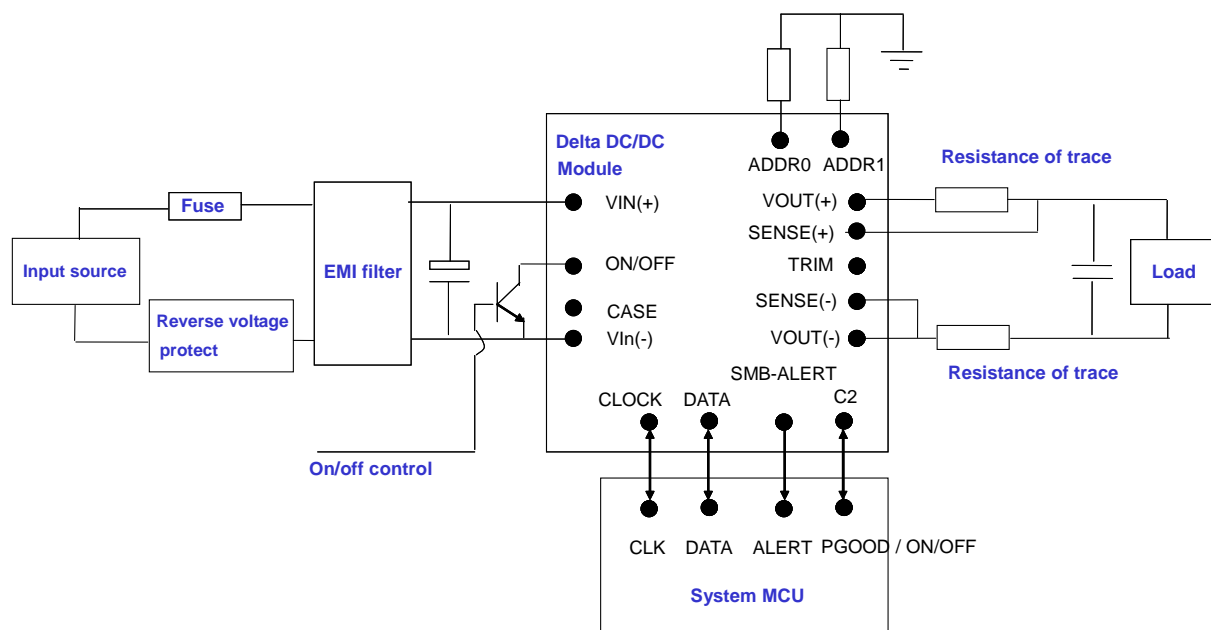 Delta DC/DC
Module
ADDR0
ADDR1
Resistance of trace
Fuse
VIN(+)
VOUT(+)
SENSE(+)
Input source
EMI filter
ON/OFF
TRIM
Load
CASE
SENSE(-)
Reverse voltage
protect
VIn(-)
VOUT(-)
Resistance of trace
SMB-ALERT
CLOCK
DATA
C2
On/off control
CLK
DATA
ALERT
PGOOD / ON/OFF
System MCU